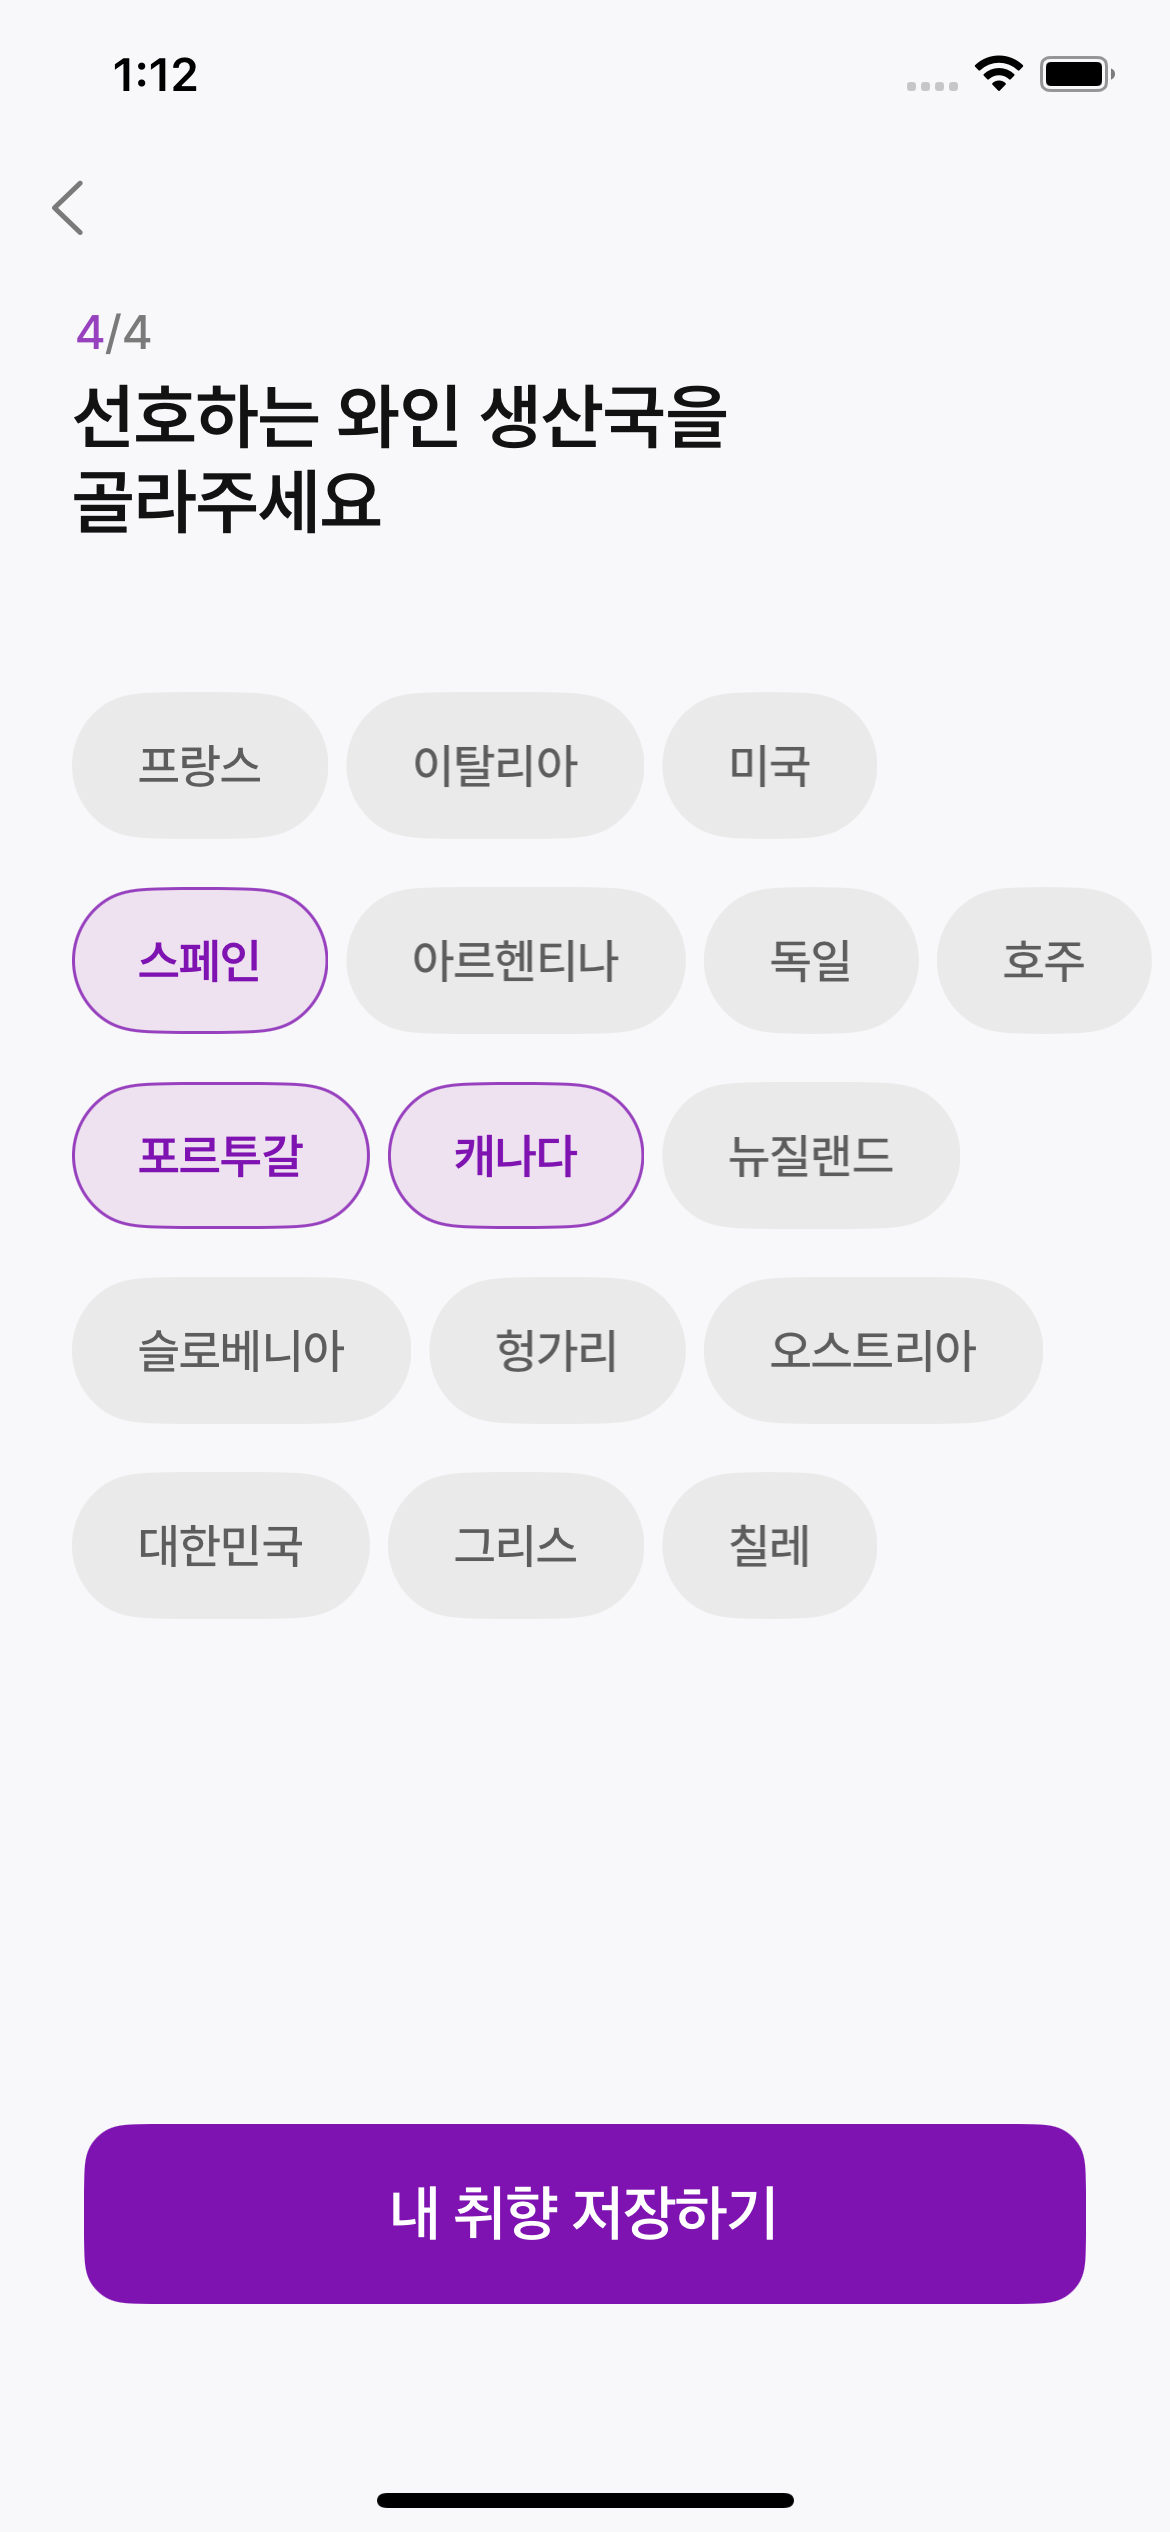 1:12
4/4
선호하는 와인 생산국을
골라주세요
프랑스 이탈리아 미국
스페인 아르헨티나 독일 호주
포르투갈 캐나다 뉴질랜드
슬로베니아 헝가리 오스트리아
대한민국 그리스 칠레
내 취향 저장하기